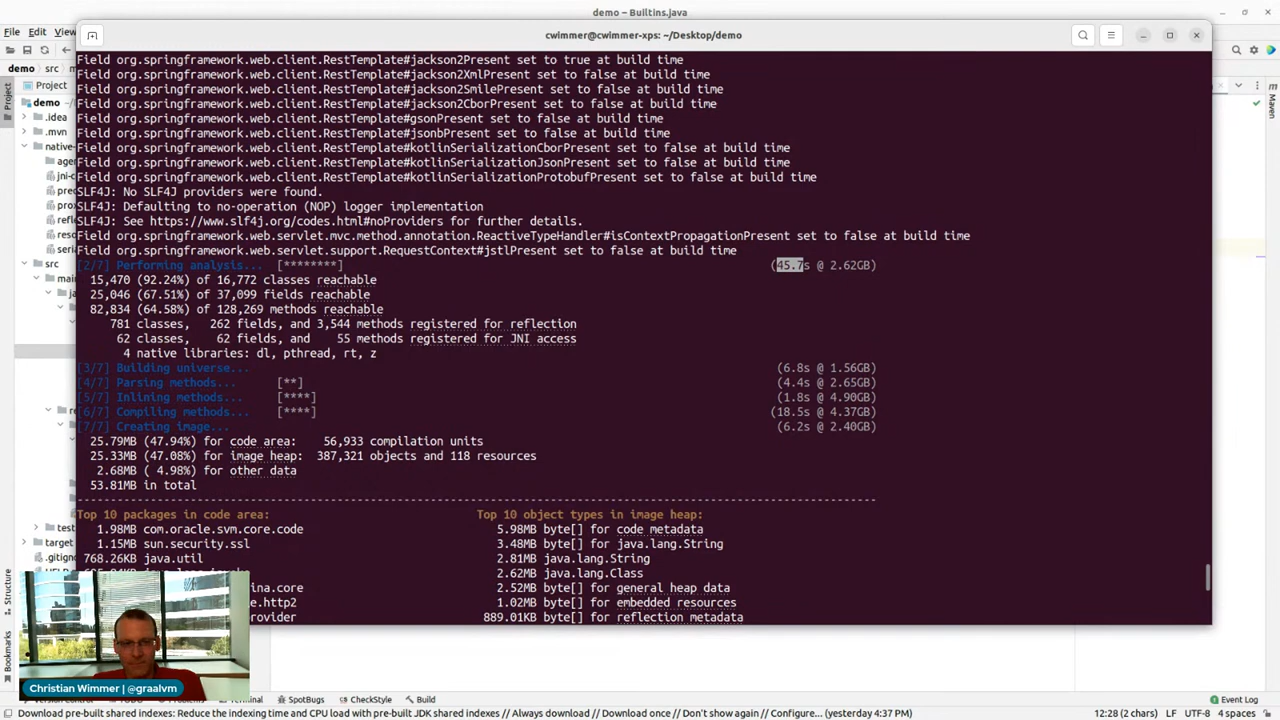 demo – Builtins.java
File Edit View
cwimmer@cwimmer-xps: ~/Desktop/demo
demo src
Project
Project
Maven
demo
.idea
.mvn
native-
age
jni-c
pred
prox
refle
reso
seria
src
main
ja
re
test
target
.gitigno
Structure
Bookmarks
Field org.springframework.web.client.RestTemplate#jackson2Present set to true at build time
Field org.springframework.web.client.RestTemplate#jackson2XmlPresent set to false at build time
Field org.springframework.web.client.RestTemplate#jackson2SmilePresent set to false at build time
Field org.springframework.web.client.RestTemplate#jackson2CborPresent set to false at build time
Field org.springframework.web.client.RestTemplate#gsonPresent set to false at build time
Field org.springframework.web.client.RestTemplate#jsonbPresent set to false at build time
Field org.springframework.web.client.RestTemplate#kotlinSerializationCborPresent set to false at build time
Field org.springframework.web.client.RestTemplate#kotlinSerializationJsonPresent set to false at build time
Field org.springframework.web.client.RestTemplate#kotlinSerializationProtobufPresent set to false at build time
SLF4J: No SLF4J providers were found.
SLF4J: Defaulting to no-operation (NOP) logger implementation
SLF4J: See https://www.slf4j.org/codes.html#noProviders for further details.
Field org.springframework.web.servlet.mvc.method.annotation.ReactiveTypeHandler#isContextPropagationPresent set to false at build time
Field org.springframework.web.servlet.support.RequestContext#jstlPresent set to false at build time
[2/7] Performing analysis... [********] (45.7s @ 2.62GB)
15,470 (92.24%) of 16,772 classes reachable
25,046 (67.51%) of 37,099 fields reachable
82,834 (64.58%) of 128,269 methods reachable
781 classes, 262 fields, and 3,544 methods registered for reflection
62 classes, 62 fields, and 55 methods registered for JNI access
4 native libraries: dl, pthread, rt, z
[3/7] Building universe... (6.8s @ 1.56GB)
[4/7] Parsing methods... [**] (4.4s @ 2.65GB)
[5/7] Inlining methods... [****] (1.8s @ 4.90GB)
[6/7] Compiling methods... [****] (18.5s @ 4.37GB)
[7/7] Creating image... (6.2s @ 2.40GB)
25.79MB (47.94%) for code area: 56,933 compilation units
25.33MB (47.08%) for image heap: 387,321 objects and 118 resources
2.68MB ( 4.98%) for other data
53.81MB in total
Top 10 packages in code area: Top 10 object types in image heap:
1.98MB com.oracle.svm.core.code 5.98MB byte[] for code metadata
1.15MB sun.security.ssl 3.48MB byte[] for java.lang.String
768.26KB java.util 2.81MB java.lang.String
2.62MB java.lang.Class
ina.core 2.52MB byte[] for general heap data
e.http2 1.02MB byte[] for embedded resources
rovider 889.01KB byte[] for reflection metadata
Christian Wimmer | @graalvm
Terminal SpotBugs CheckStyle Build Event Log
Download pre-built shared indexes: Reduce the indexing time and CPU load with pre-built JDK shared indexes // Always download // Download once // Don't show again // Configure... (yesterday 4:37 PM) 12:28 (2 chars) LF UTF-8 4 spaces